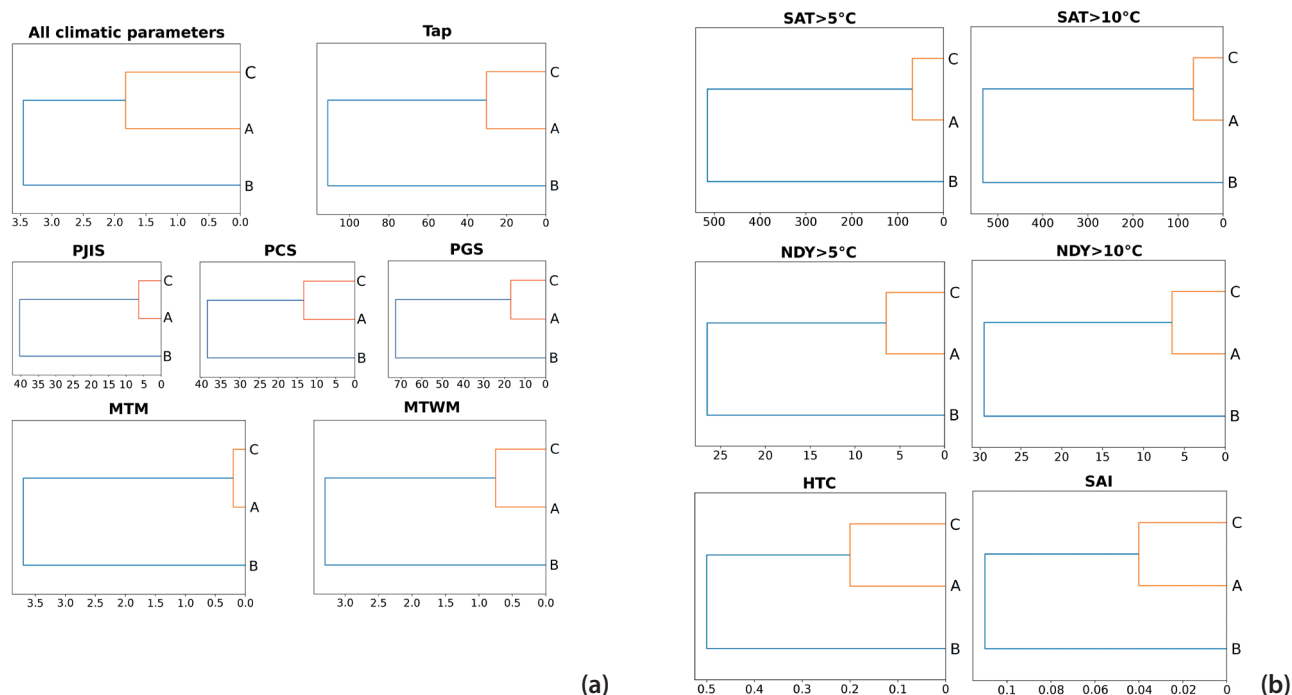 All climatic parameters
C
A
B
3.5 3.0 2.5 2.0 1.5 1.0 0.5 0.0
Tap
C
A
B
100 80 60 40 20 0
PJIS
C
A
B
40 35 30 25 20 15 10 5 0
PCS
C
A
B
40 35 30 25 20 15 10 5 0
PGS
C
A
B
70 60 50 40 30 20 10 0
MTM
C
A
B
3.5 3.0 2.5 2.0 1.5 1.0 0.5 0.0
MTWM
C
A
B
3.0 2.5 2.0 1.5 1.0 0.5 0.0
(a)
SAT>5°C
C
A
B
500 400 300 200 100 0
SAT>10°C
C
A
B
500 400 300 200 100 0
NDY>5°C
C
A
B
25 20 15 10 5 0
NDY>10°C
C
A
B
30 25 20 15 10 5 0
HTC
C
A
B
0.5 0.4 0.3 0.2 0.1 0
SAI
C
A
B
0.1 0.08 0.06 0.04 0.02 0
(b)